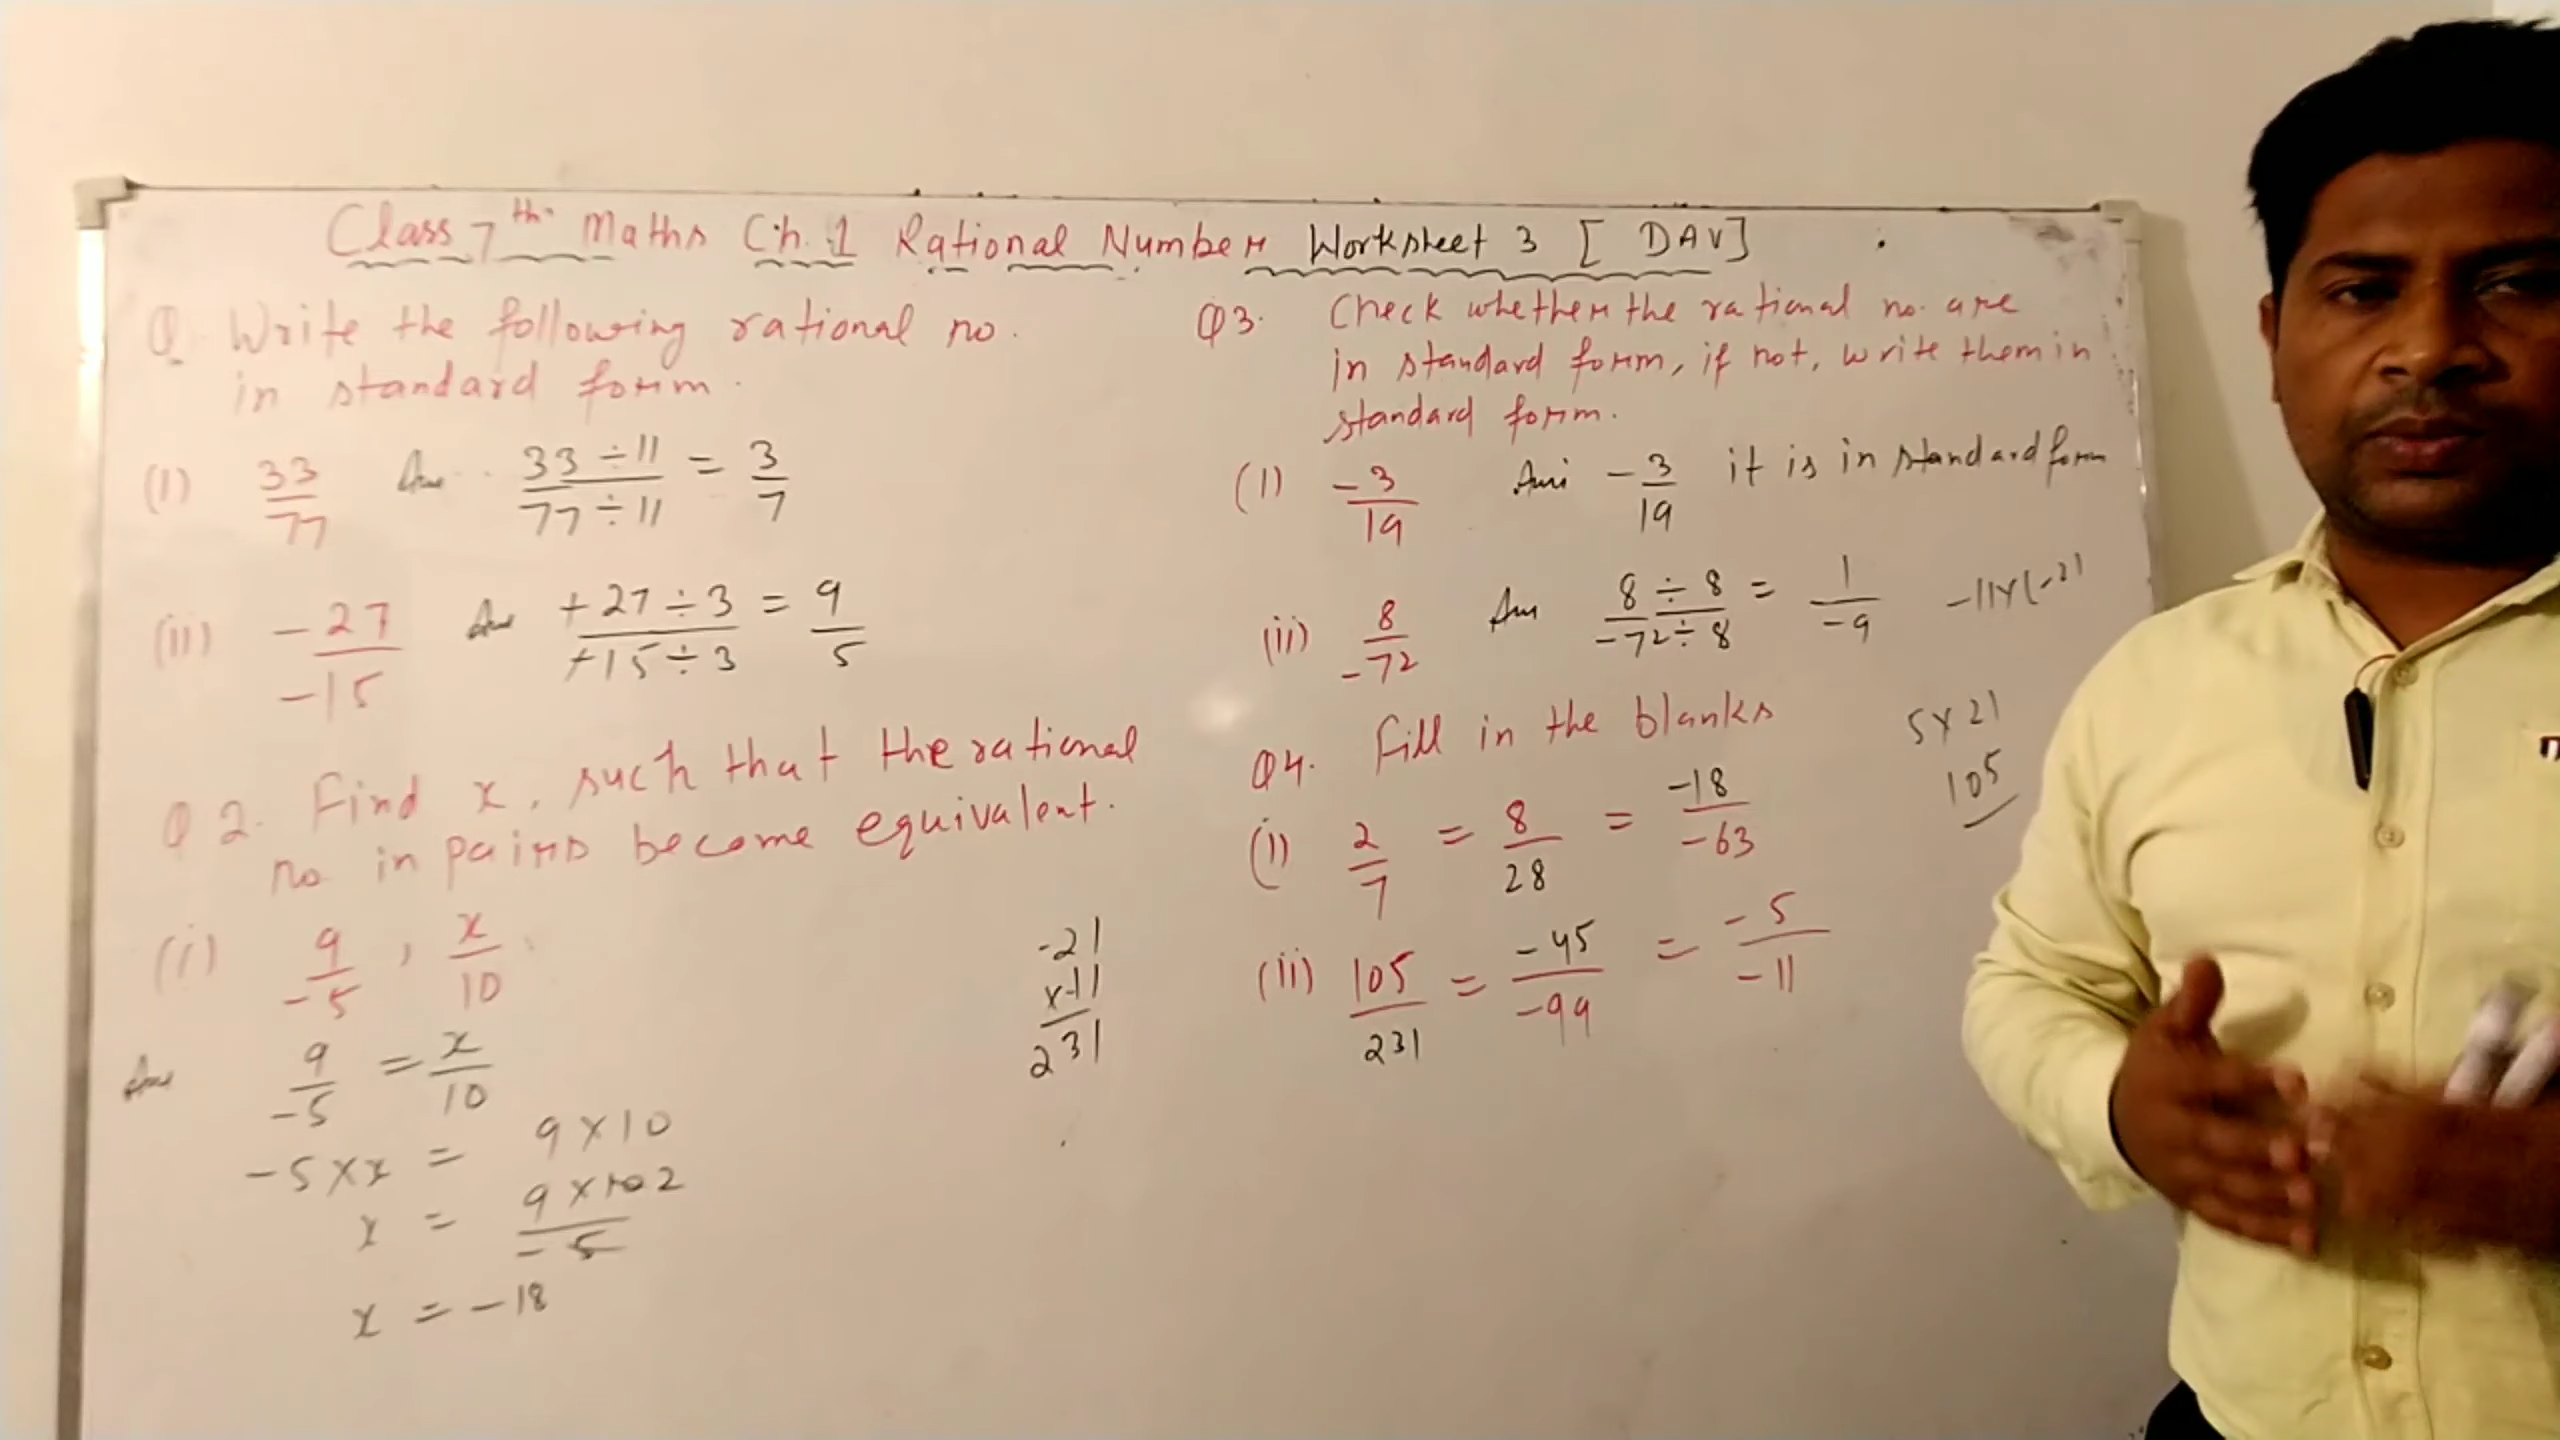 Class 7th. Maths Ch. 1 Rational Number Worksheet 3 [ DAV]
Q. Write the following rational no.
in standard form.
(I) 33/77 Ans 33÷11/77÷11 = 3/7
(ii) -27/-15 Ans +27÷3/+15÷3 = 9/5
Q2. Find x, such that the rational
no in pairs become equivalent.
(i) 9/-5 , x/10
Ans 9/-5 = x/10
-5×x = 9×10
x = 9×10 2/-5
x = -18
-21
×-11
231
Q3. Check whether the rational no. are
in standard form, if not, write them in
standard form.
(I) -3/19 Ans -3/19 it is in standard form
(ii) 8/-72 Ans 8÷8/-72÷8 = 1/-9 -11×(-21
Q4. Fill in the blanks
5×21
105
(i) 2/7 = 8/28 = -18/-63
(ii) 105/231 = -45/-99 = -5/-11